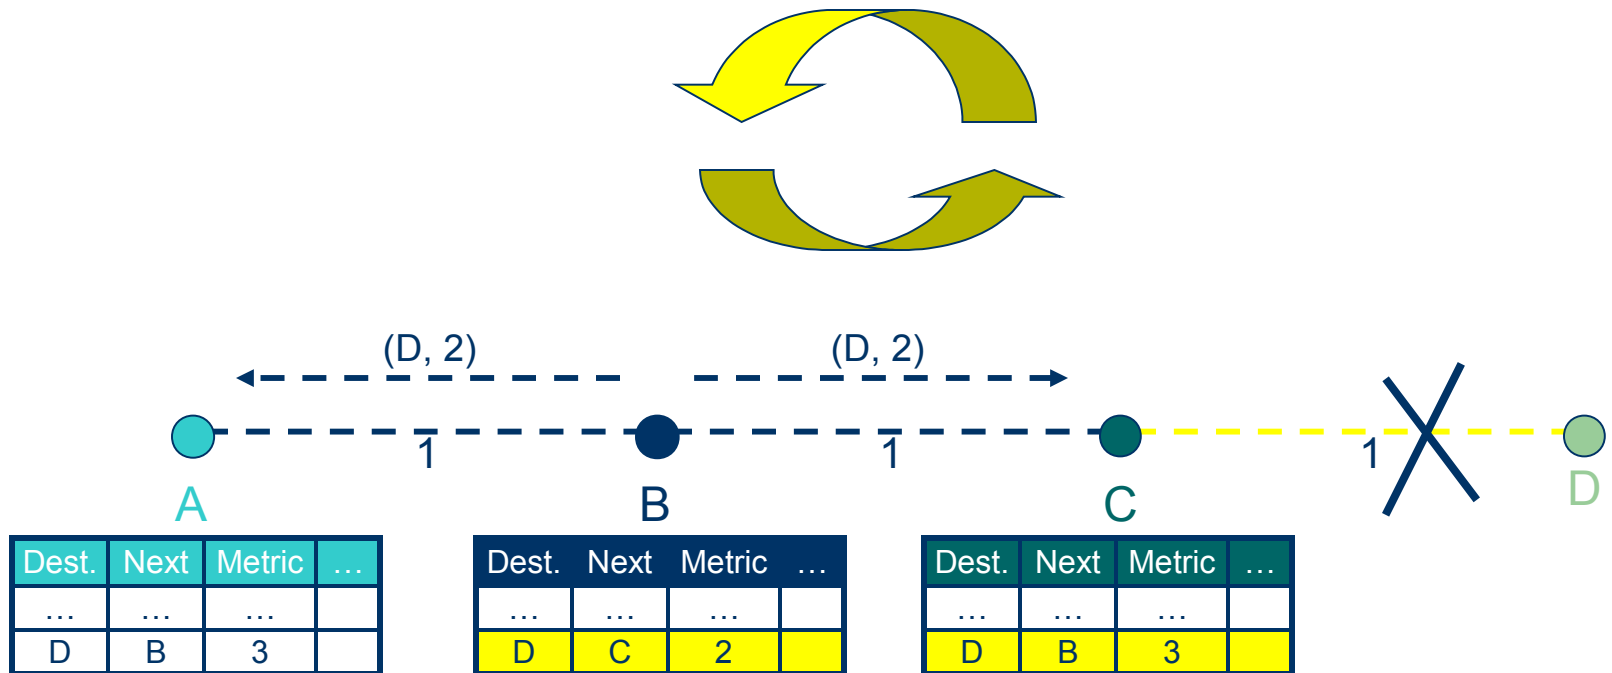 (D, 2) (D, 2)
1 1 1
A B C D
Dest. Next Metric …
… … …
D B 3
Dest. Next Metric …
… … …
D C 2
Dest. Next Metric …
… … …
D B 3